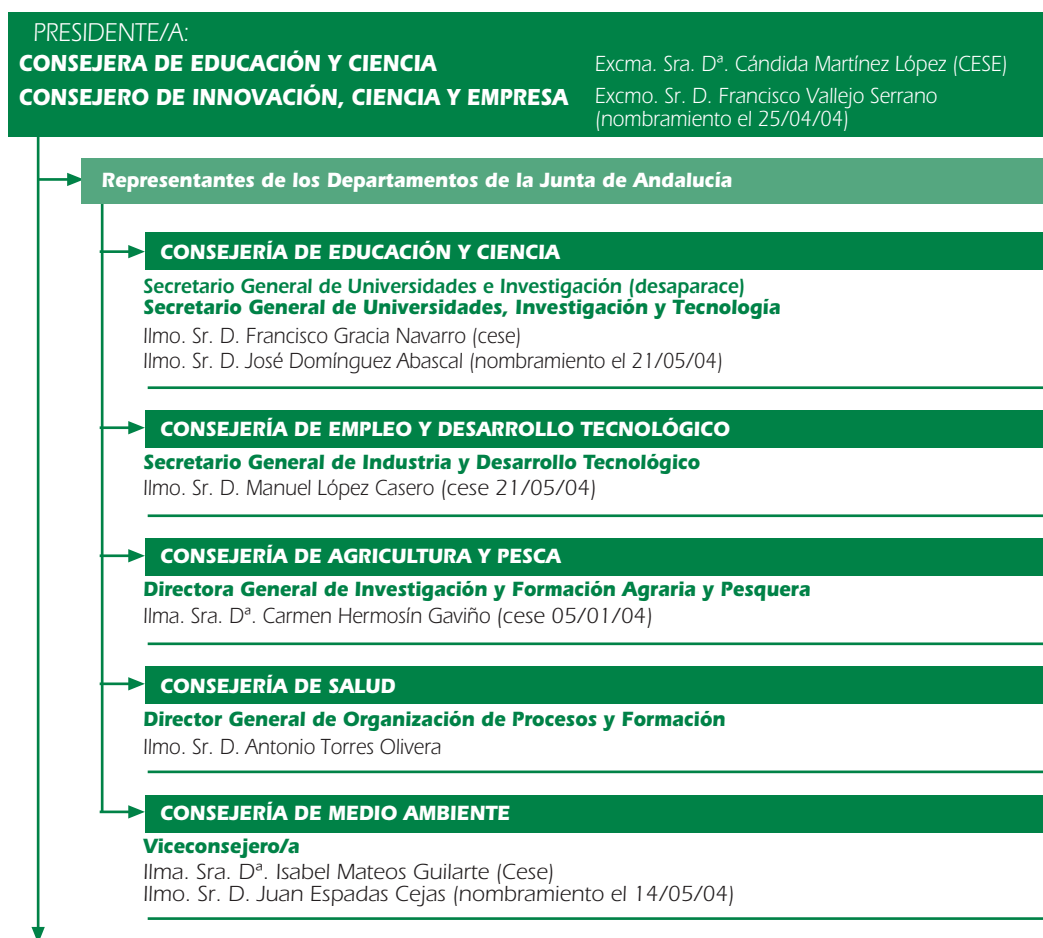 PRESIDENTE/A:
CONSEJERA DE EDUCACIÓN Y CIENCIA Excma. Sra. Dª. Cándida Martínez López (CESE)
CONSEJERO DE INNOVACIÓN, CIENCIA Y EMPRESA Excmo. Sr. D. Francisco Vallejo Serrano
(nombramiento el 25/04/04)
Representantes de los Departamentos de la Junta de Andalucía
CONSEJERÍA DE EDUCACIÓN Y CIENCIA
Secretario General de Universidades e Investigación (desaparace)
Secretario General de Universidades, Investigación y Tecnología
Ilmo. Sr. D. Francisco Gracia Navarro (cese)
Ilmo. Sr. D. José Domínguez Abascal (nombramiento el 21/05/04)
CONSEJERÍA DE EMPLEO Y DESARROLLO TECNOLÓGICO
Secretario General de Industria y Desarrollo Tecnológico
Ilmo. Sr. D. Manuel López Casero (cese 21/05/04)
CONSEJERÍA DE AGRICULTURA Y PESCA
Directora General de Investigación y Formación Agraria y Pesquera
Ilma. Sra. Dª. Carmen Hermosín Gaviño (cese 05/01/04)
CONSEJERÍA DE SALUD
Director General de Organización de Procesos y Formación
Ilmo. Sr. D. Antonio Torres Olivera
CONSEJERÍA DE MEDIO AMBIENTE
Viceconsejero/a
Ilma. Sra. Dª. Isabel Mateos Guilarte (Cese)
Ilmo. Sr. D. Juan Espadas Cejas (nombramiento el 14/05/04)